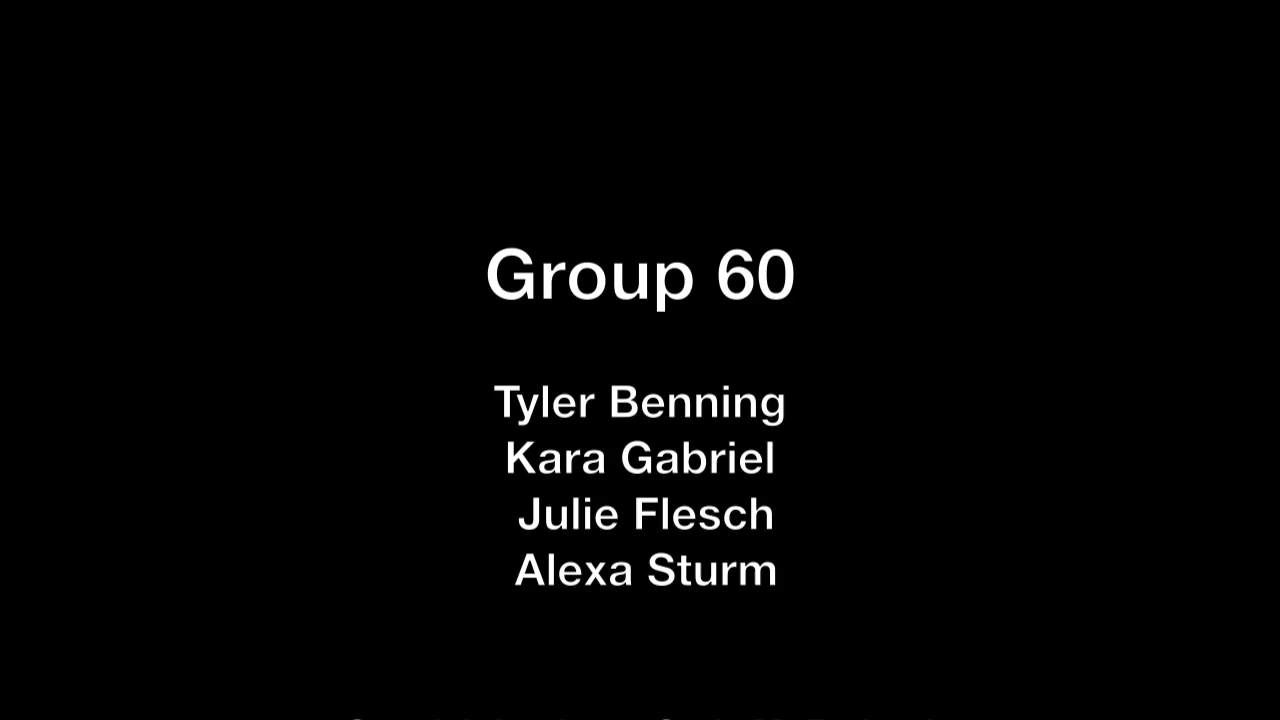 Group 60
Tyler Benning
Kara Gabriel
Julie Flesch
Alexa Sturm